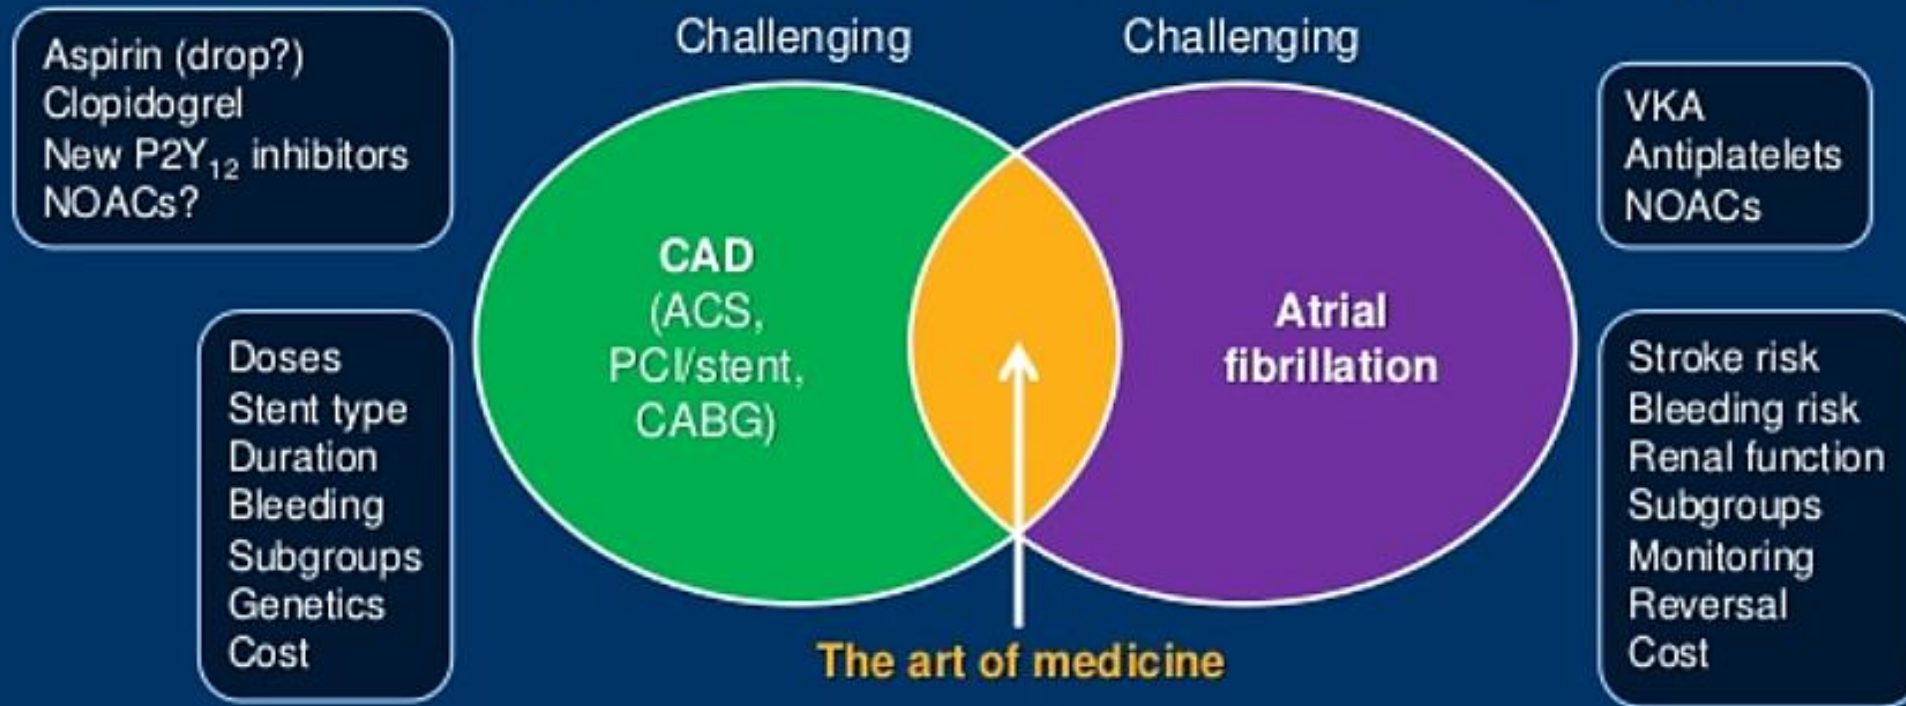 Aspirin (drop?)
Clopidogrel
New P2Y₁₂ inhibitors
NOACs?
Doses
Stent type
Duration
Bleeding
Subgroups
Genetics
Cost
Challenging
CAD
(ACS,
PCI/stent,
CABG)
Challenging
Atrial
fibrillation
The art of medicine
VKA
Antiplatelets
NOACs
Stroke risk
Bleeding risk
Renal function
Subgroups
Monitoring
Reversal
Cost